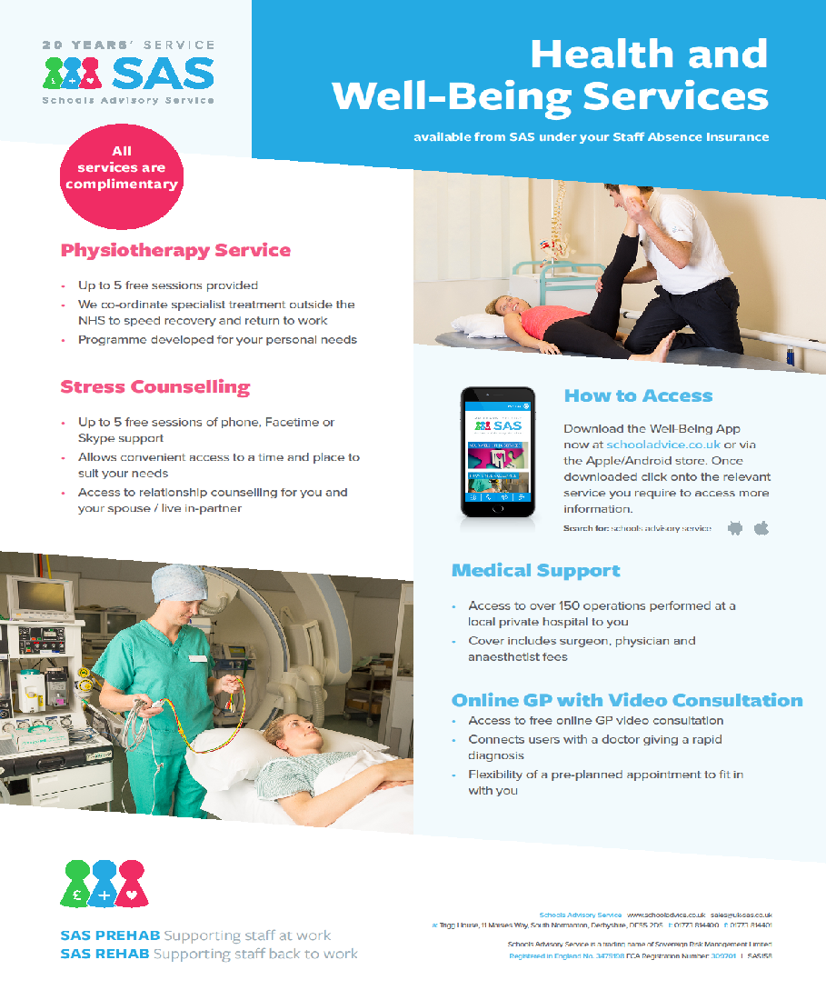 20 YEARS' SERVICE
SAS
Schools Advisory Service
Health and
Well-Being Services
available from SAS under your Staff Absence Insurance
All
services are
complimentary
Physiotherapy Service
• Up to 5 free sessions provided
• We co-ordinate specialist treatment outside the
NHS to speed recovery and return to work
• Programme developed for your personal needs
Stress Counselling
• Up to 5 free sessions of phone, Facetime or
Skype support
• Allows convenient access to a time and place to
suit your needs
• Access to relationship counselling for you and
your spouse / live in-partner
How to Access
Download the Well-Being App
now at schooladvice.co.uk or via
the Apple/Android store. Once
downloaded click onto the relevant
service you require to access more
information.
Search for: schools advisory service
SAS
Medical Support
• Access to over 150 operations performed at a
local private hospital to you
• Cover includes surgeon, physician and
anaesthetist fees
Online GP with Video Consultation
• Access to free online GP video consultation
• Connects users with a doctor giving a rapid
diagnosis
• Flexibility of a pre-planned appointment to fit in
with you
£ +
SAS PREHAB Supporting staff at work
SAS REHAB Supporting staff back to work
Schools Advisory Service www.schooladvice.co.uk sales@uk-sas.co.uk
a: Trigg House, 11 Maisies Way, South Normanton, Derbyshire, DE55 2DS t: 01773 814400 f: 01773 814401
Schools Advisory Service is a trading name of Sovereign Risk Management Limited
Registered in England No. 3475198 FCA Registration Number: 309701 | SAS158